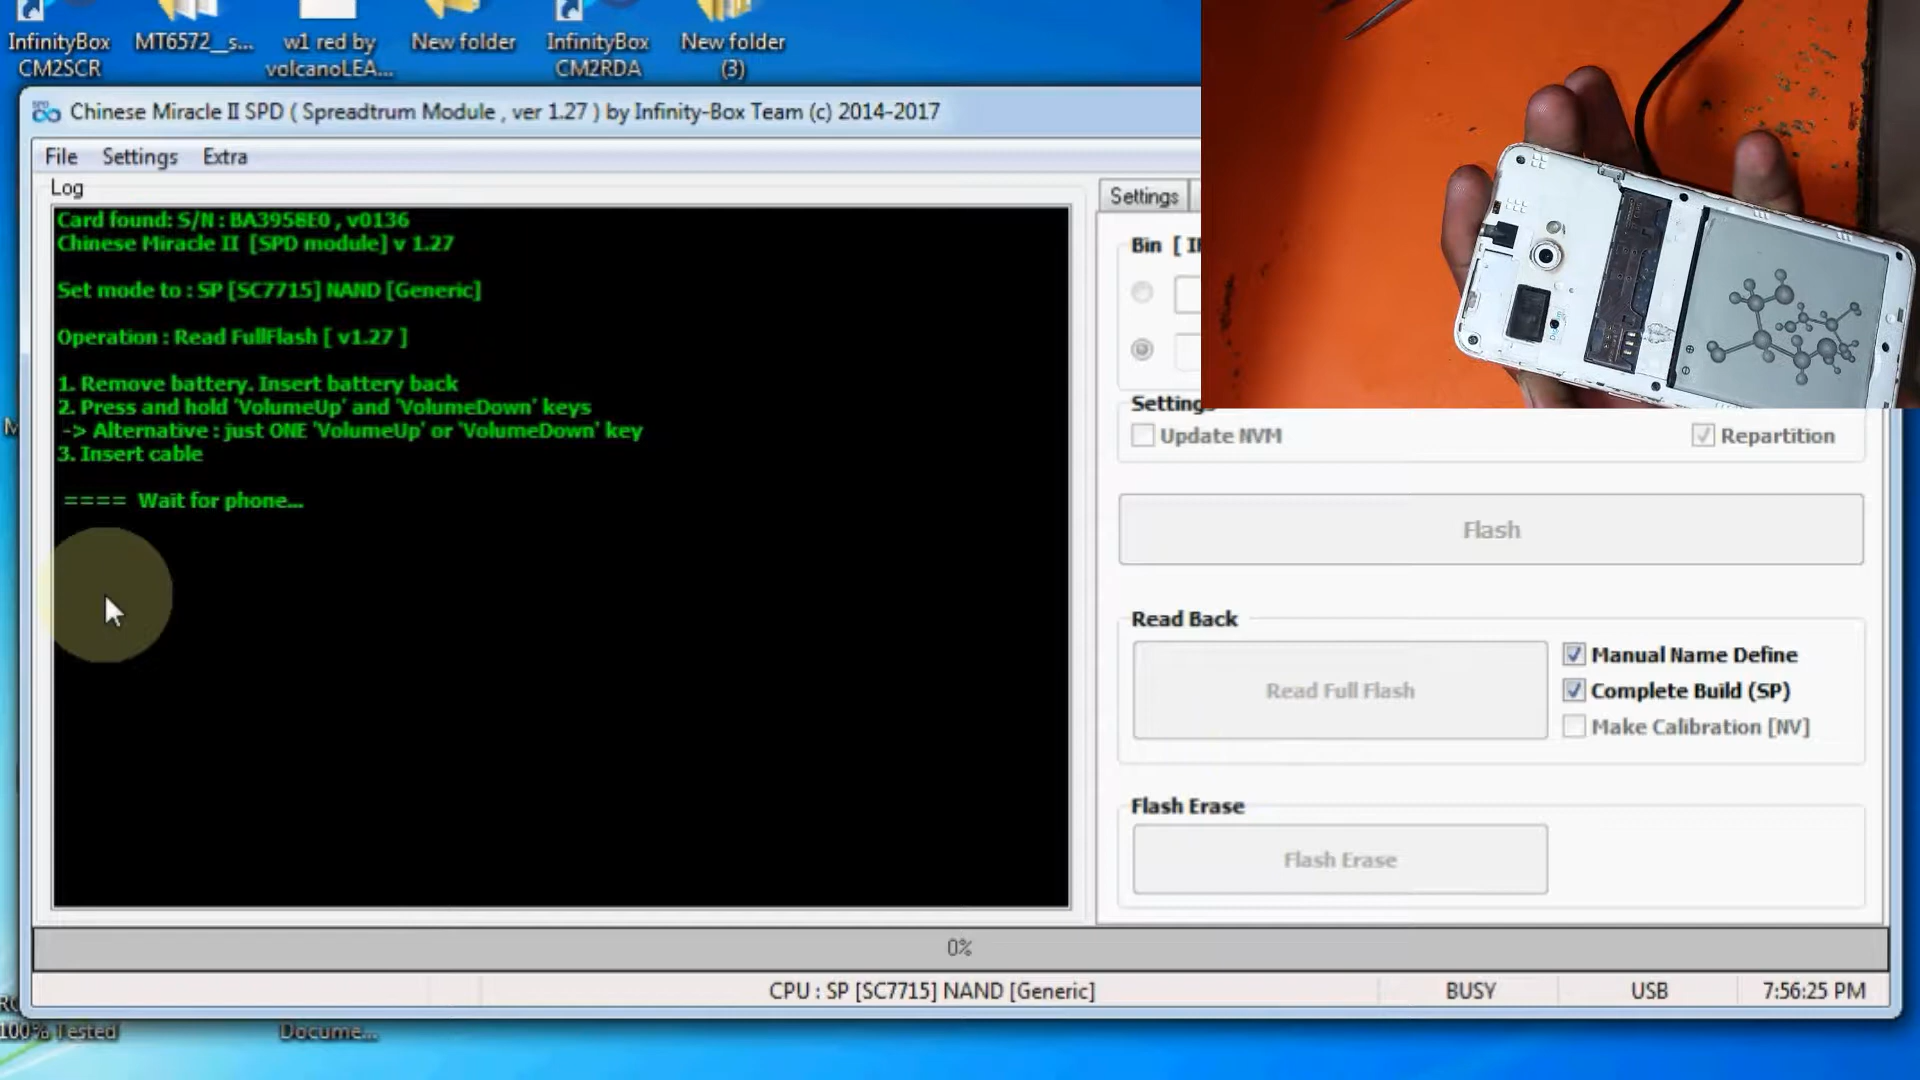 InfinityBox CM2SCR
MT6572__s...
w1 red by volcanoLEA...
New folder
InfinityBox CM2RDA
New folder (3)
Chinese Miracle II SPD ( Spreadtrum Module , ver 1.27 ) by Infinity-Box Team (c) 2014-2017
File Settings Extra
Log
Card found: S/N : BA3958E0 , v0136
Chinese Miracle II [SPD module] v 1.27
Set mode to : SP [SC7715] NAND [Generic]
Operation : Read FullFlash [ v1.27 ]
1. Remove battery. Insert battery back
2. Press and hold 'VolumeUp' and 'VolumeDown' keys
-> Alternative : just ONE 'VolumeUp' or 'VolumeDown' key
3. Insert cable
==== Wait for phone...
Settings
Bin [
Settings
Update NVM
Repartition
Flash
Read Back
Read Full Flash
Manual Name Define
Complete Build (SP)
Make Calibration [NV]
Flash Erase
Flash Erase
0%
CPU : SP [SC7715] NAND [Generic]
BUSY
USB
7:56:25 PM
100% Tested
Docume...